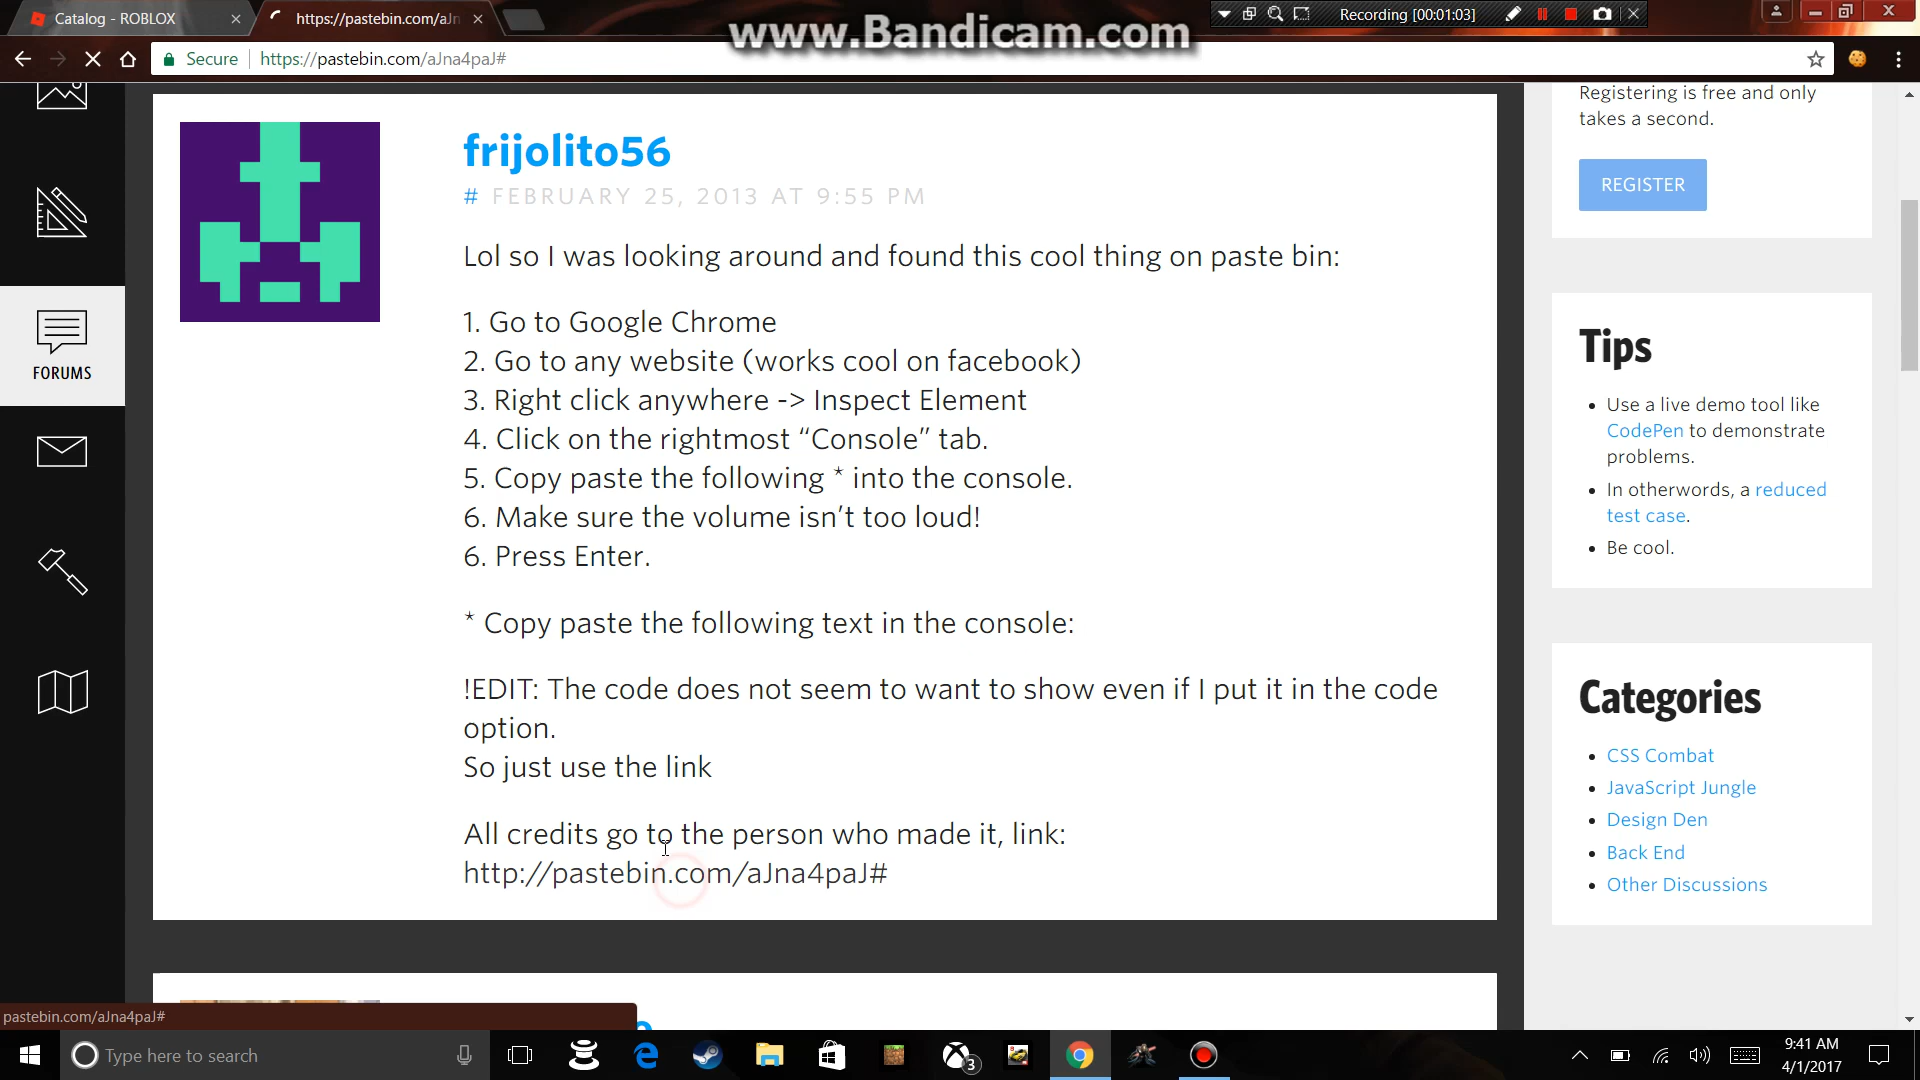 Catalog - ROBLOX
https://pastebin.com/aJn
www.Bandicam.com
Recording [00:01:03]
Secure
https://pastebin.com/aJna4paJ#
FORUMS
frijolito56
# FEBRUARY 25, 2013 AT 9:55 PM
Lol so I was looking around and found this cool thing on paste bin:
1. Go to Google Chrome
2. Go to any website (works cool on facebook)
3. Right click anywhere -> Inspect Element
4. Click on the rightmost “Console” tab.
5. Copy paste the following * into the console.
6. Make sure the volume isn’t too loud!
6. Press Enter.
* Copy paste the following text in the console:
!EDIT: The code does not seem to want to show even if I put it in the code
option.
So just use the link
All credits go to the person who made it, link:
http://pastebin.com/aJna4paJ#
Registering is free and only
takes a second.
REGISTER
Tips
Use a live demo tool like
CodePen to demonstrate
problems.
In otherwords, a reduced
test case.
Be cool.
Categories
CSS Combat
JavaScript Jungle
Design Den
Back End
Other Discussions
pastebin.com/aJna4paJ#
Type here to search
3
9:41 AM
4/1/2017